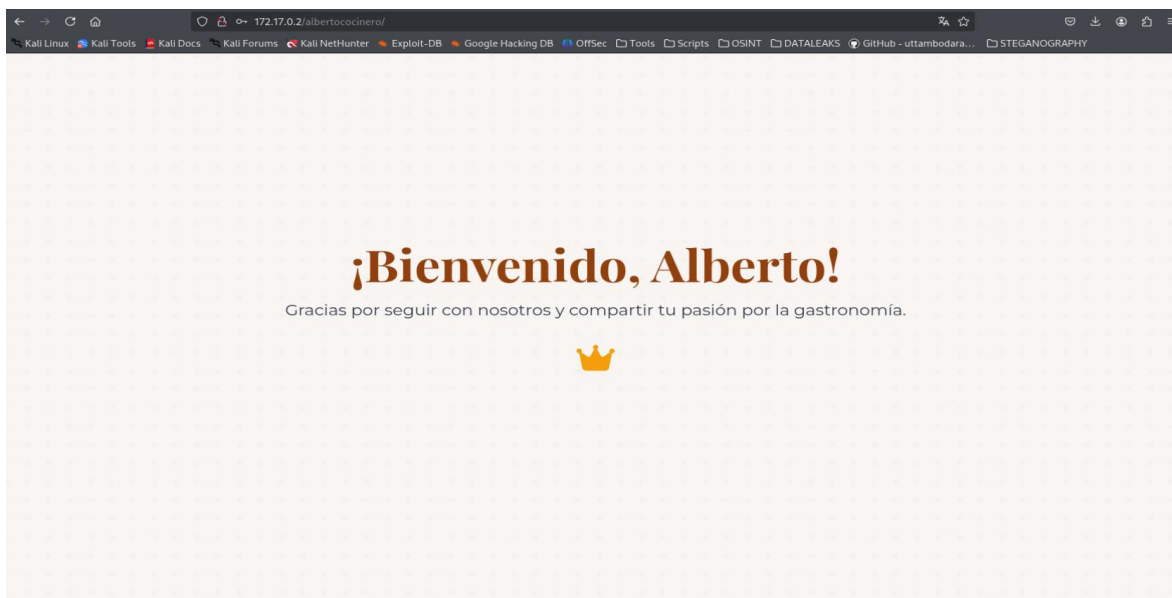 172.17.0.2/albertococinero/
Kali Linux Kali Tools Kali Docs Kali Forums Kali NetHunter Exploit-DB Google Hacking DB OffSec Tools Scripts OSINT DATALEAKS GitHub - uttambodara... STEGANOGRAPHY
¡Bienvenido, Alberto!
Gracias por seguir con nosotros y compartir tu pasión por la gastronomía.